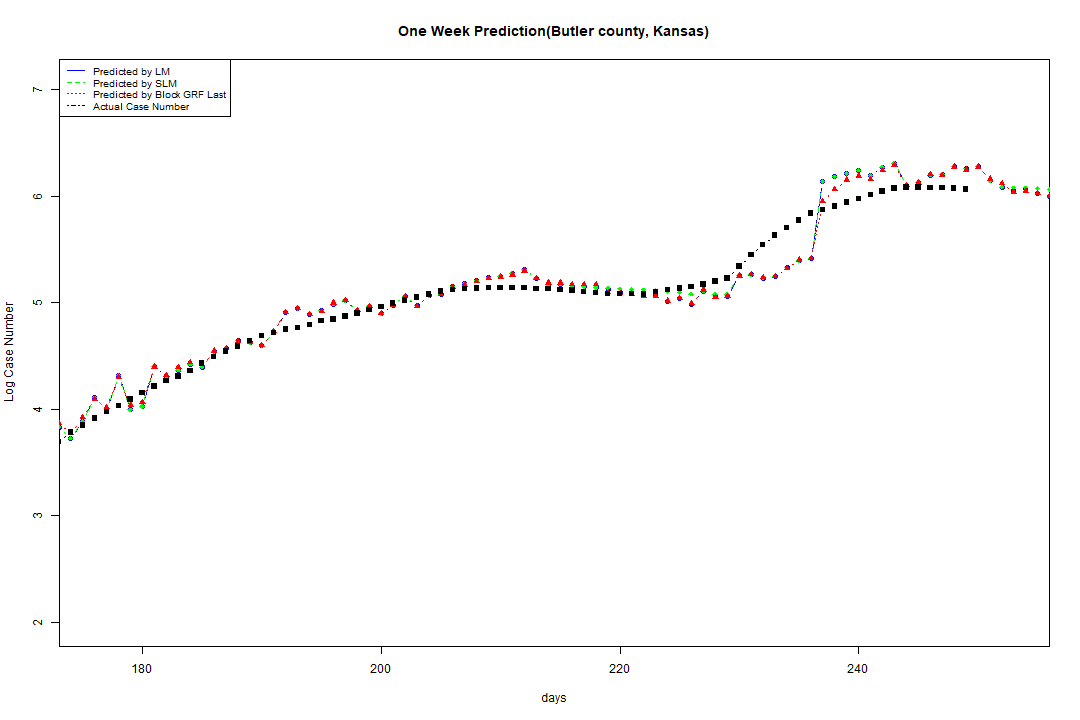 One Week Prediction(Butler county, Kansas)
Predicted by LM
Predicted by SLM
Predicted by Block GRF Last
Actual Case Number
7
6
5
4
3
2
Log Case Number
180 200 220 240
days